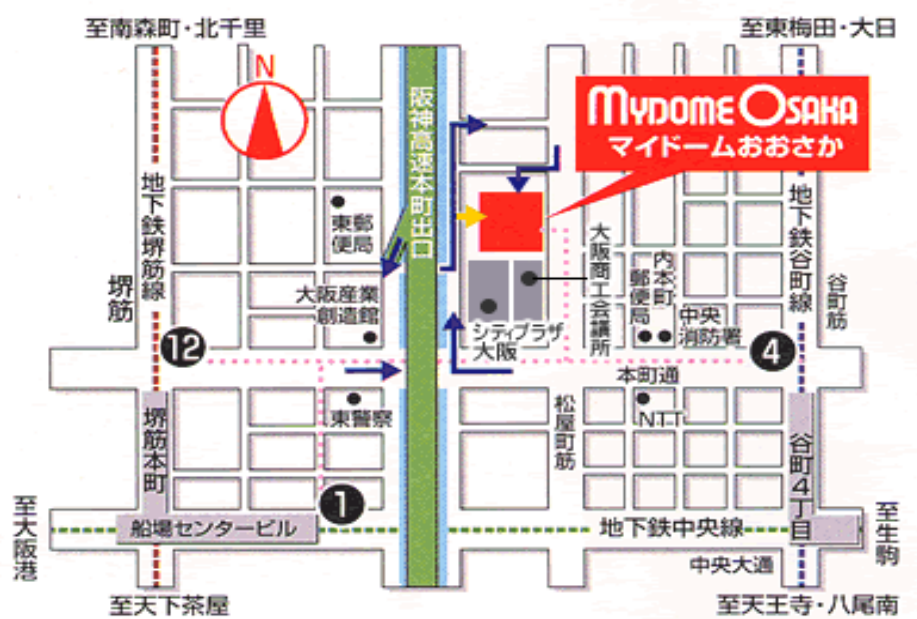 至南森町・北千里
至東梅田・大日
N
MYDOME OSAKA
マイドームおおさか
阪神高速本町出口
地下鉄堺筋線
地下鉄谷町線
東郵
便局
大阪商工会議所
内本町
郵便局
堺筋
谷町筋
大阪産業
創造館
中央
消防署
シティプラザ
大阪
12
4
本町通
東警察
松屋町筋
NTT
堺筋本町
谷町4丁目
1
至大阪港
船場センタービル
地下鉄中央線
至生駒
中央大通
至天下茶屋
至天王寺・八尾南